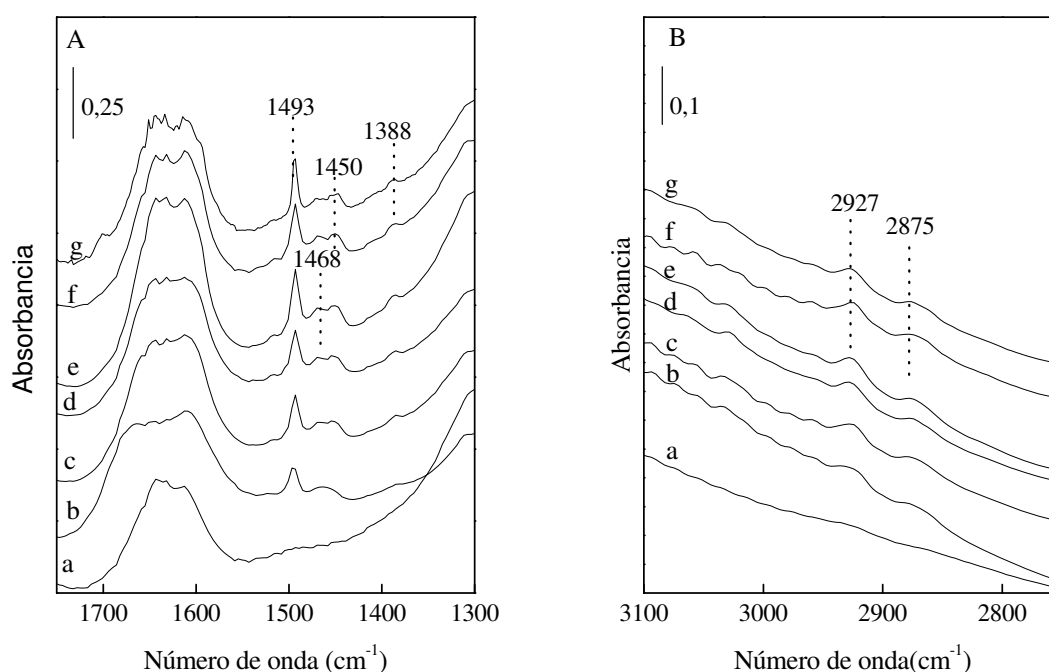 A
0,25
1493
1450
1388
1468
g
f
e
d
c
b
a
Absorbancia
1700 1600 1500 1400 1300
Número de onda (cm⁻¹)
B
0,1
2927
2875
g
f
e
d
c
b
a
Absorbancia
3100 3000 2900 2800
Número de onda(cm⁻¹)